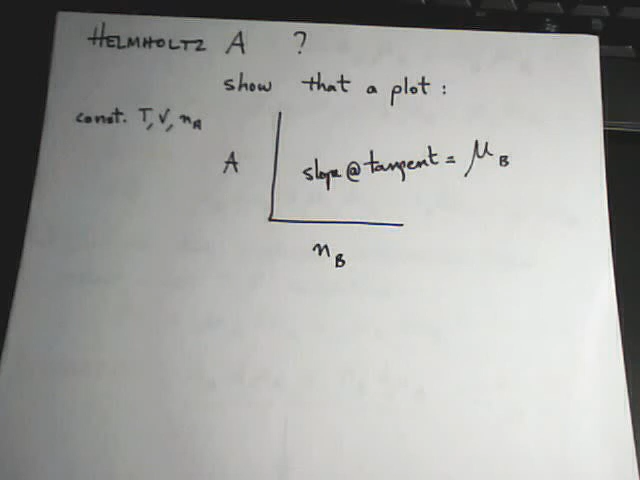 HELMHOLTZ A ?
show that a plot :
const. T, V, nA
A
slope @ tangent = μB
nB